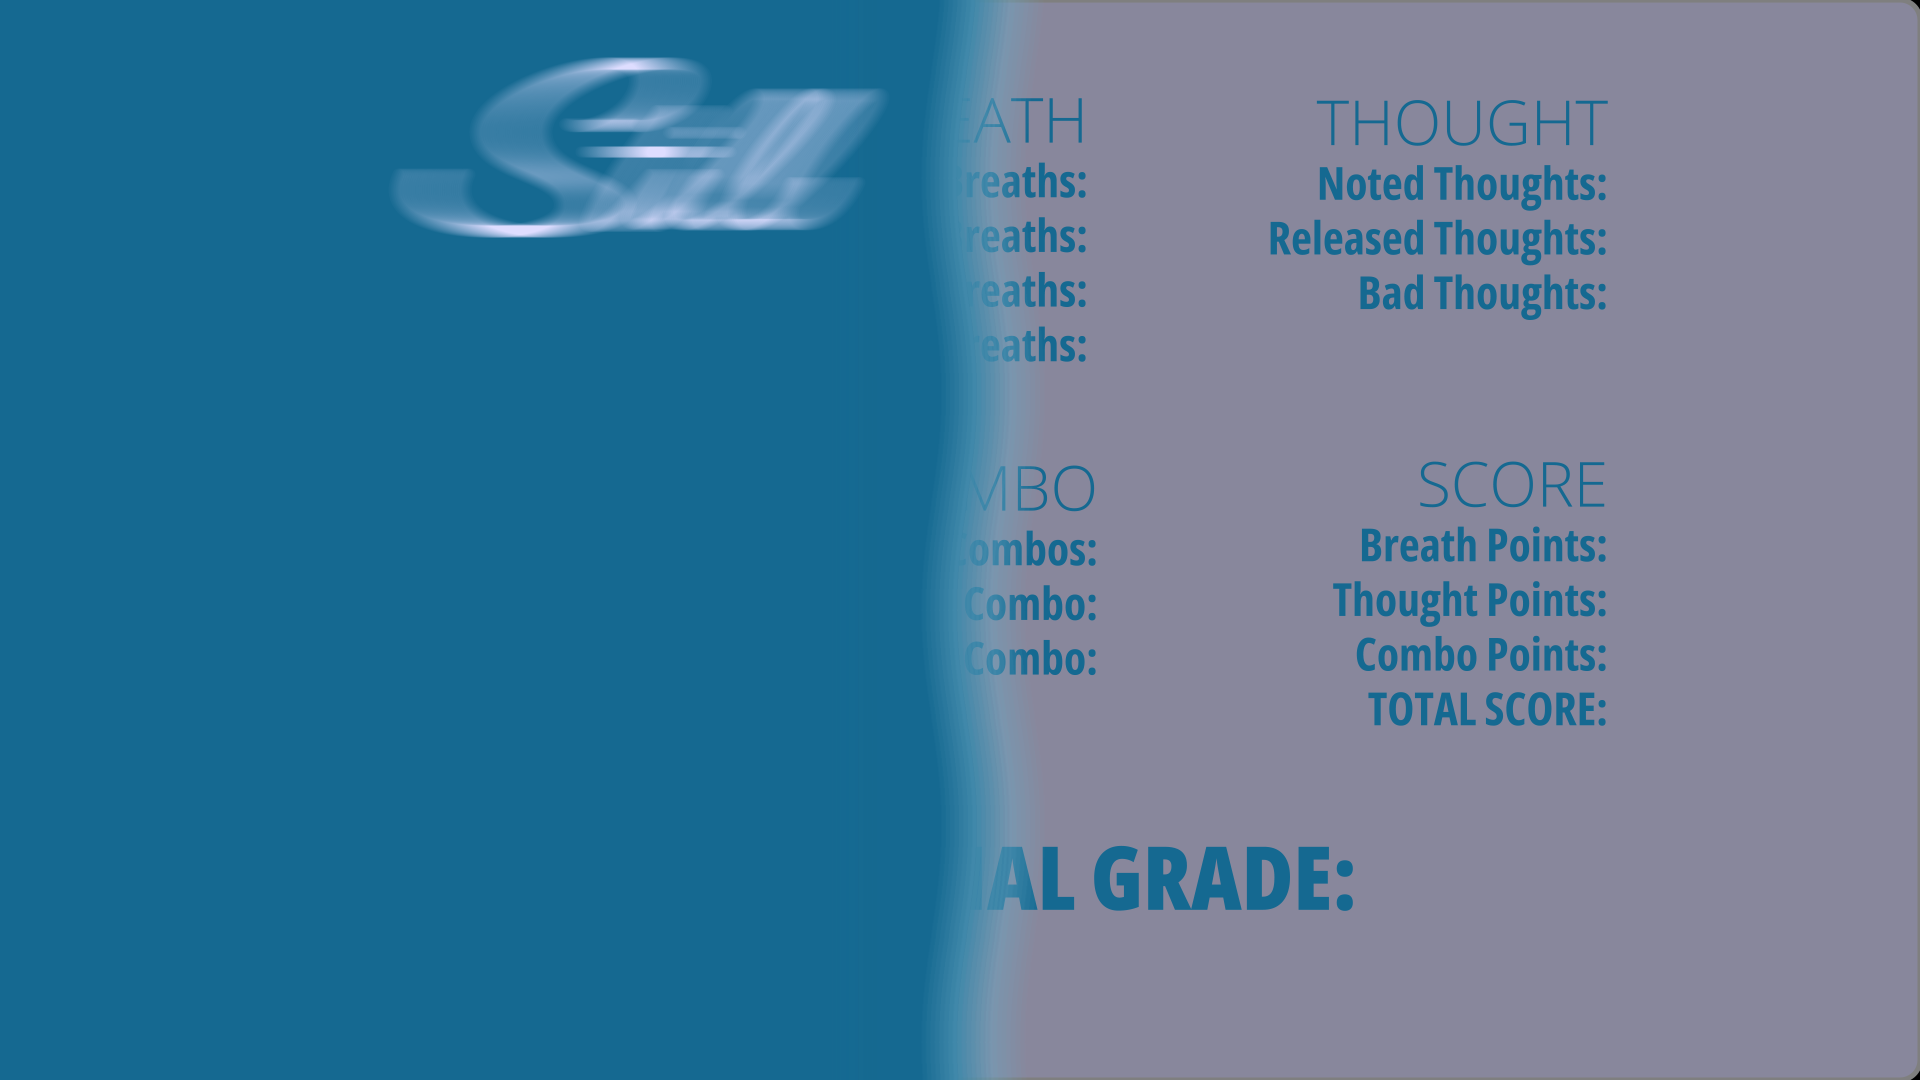 Still
EATH
reaths:
reaths:
reaths:
eaths:
THOUGHT
Noted Thoughts:
Released Thoughts:
Bad Thoughts:
MBO
ombos:
Combo:
Combo:
SCORE
Breath Points:
Thought Points:
Combo Points:
TOTAL SCORE:
AL GRADE: